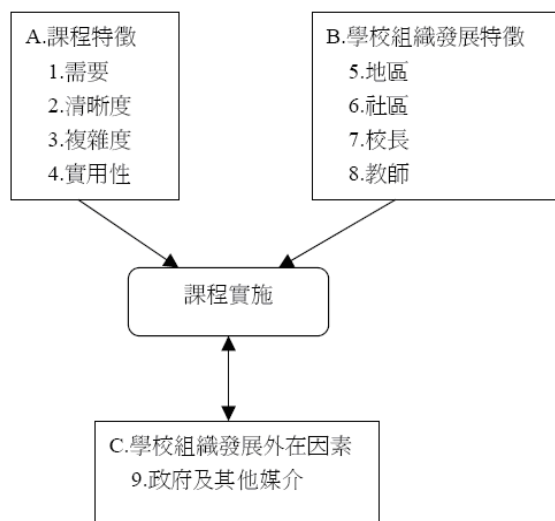 A.課程特徵
1.需要
2.清晰度
3.複雜度
4.實用性
B.學校組織發展特徵
5.地區
6.社區
7.校長
8.教師
課程實施
C.學校組織發展外在因素
9.政府及其他媒介